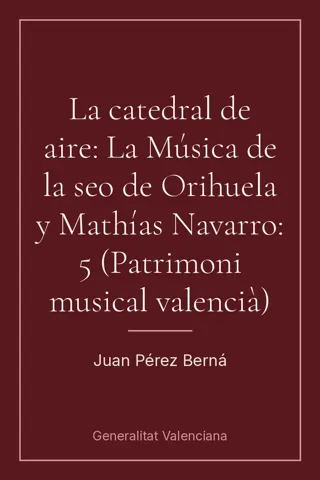 La catedral de
aire: La Música de
la seo de Orihuela
y Mathías Navarro:
5 (Patrimoni
musical valencià)
Juan Pérez Berná
Generalitat Valenciana